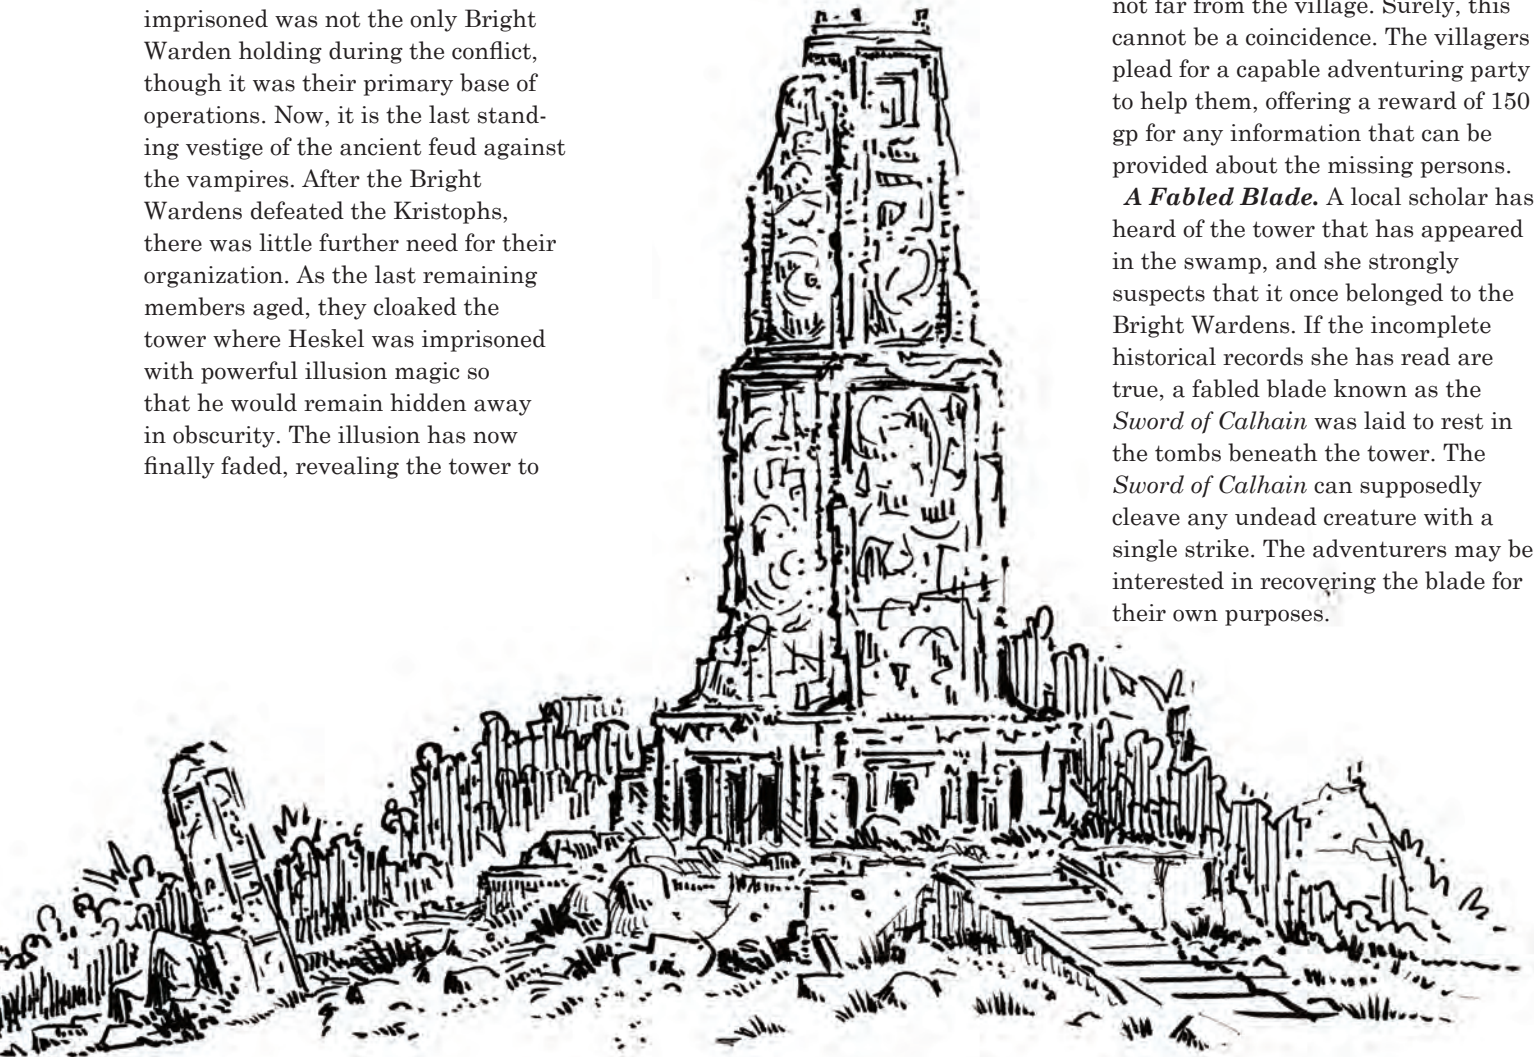 imprisoned was not the only Bright
Warden holding during the conflict,
though it was their primary base of
operations. Now, it is the last stand-
ing vestige of the ancient feud against
the vampires. After the Bright
Wardens defeated the Kristophs,
there was little further need for their
organization. As the last remaining
members aged, they cloaked the
tower where Heskel was imprisoned
with powerful illusion magic so
that he would remain hidden away
in obscurity. The illusion has now
finally faded, revealing the tower to
not far from the village. Surely, this
cannot be a coincidence. The villagers
plead for a capable adventuring party
to help them, offering a reward of 150
gp for any information that can be
provided about the missing persons.
A Fabled Blade. A local scholar has
heard of the tower that has appeared
in the swamp, and she strongly
suspects that it once belonged to the
Bright Wardens. If the incomplete
historical records she has read are
true, a fabled blade known as the
Sword of Calhain was laid to rest in
the tombs beneath the tower. The
Sword of Calhain can supposedly
cleave any undead creature with a
single strike. The adventurers may be
interested in recovering the blade for
their own purposes.